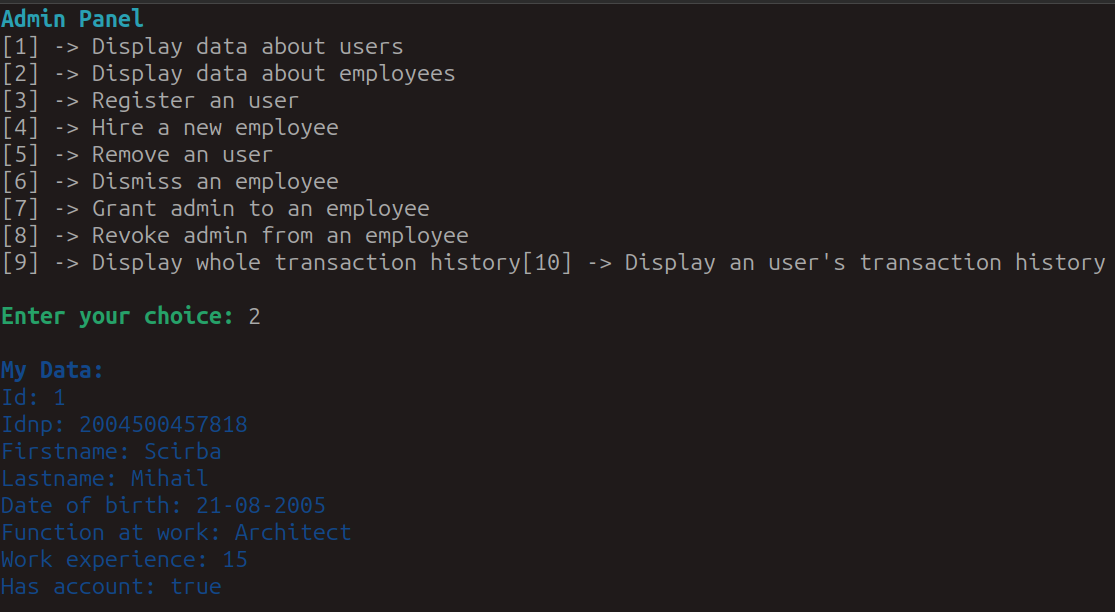 Admin Panel
[1] -> Display data about users
[2] -> Display data about employees
[3] -> Register an user
[4] -> Hire a new employee
[5] -> Remove an user
[6] -> Dismiss an employee
[7] -> Grant admin to an employee
[8] -> Revoke admin from an employee
[9] -> Display whole transaction history[10] -> Display an user's transaction history
Enter your choice: 2
My Data:
Id: 1
Idnp: 2004500457818
Firstname: Scirba
Lastname: Mihail
Date of birth: 21-08-2005
Function at work: Architect
Work experience: 15
Has account: true